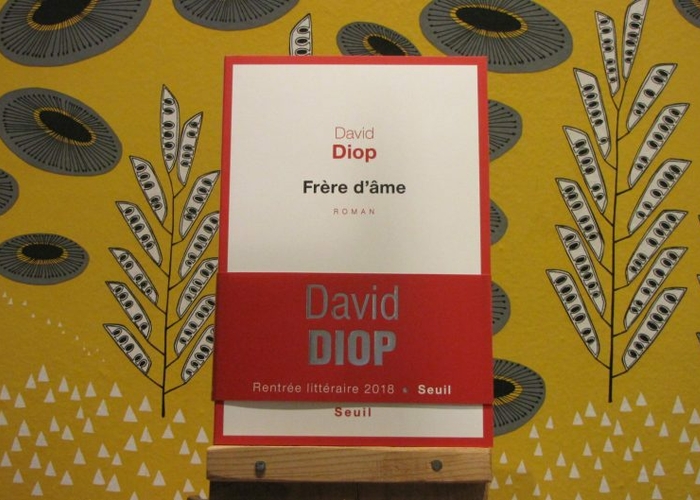 David
Diop
Frère d'âme
ROMAN
David
DIOP
Rentrée littéraire 2018 • Seuil
Seuil